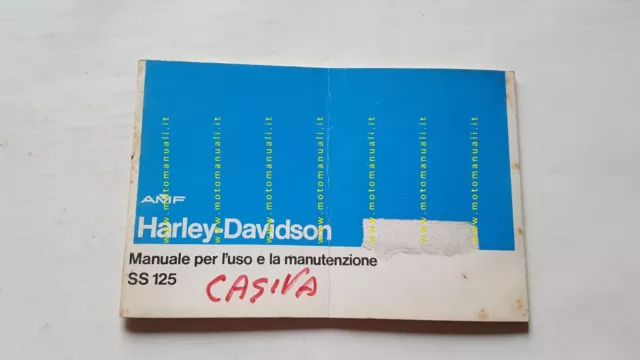 AMF
Harley-Davidson
Manuale per l'uso e la manutenzione
SS 125
CASIVA
www.motomanuali.it
www.motomanuali.it
www.motomanuali.it
www.motomanuali.it
www.motomanuali.it
www.motomanuali.it
www.motomanuali.it